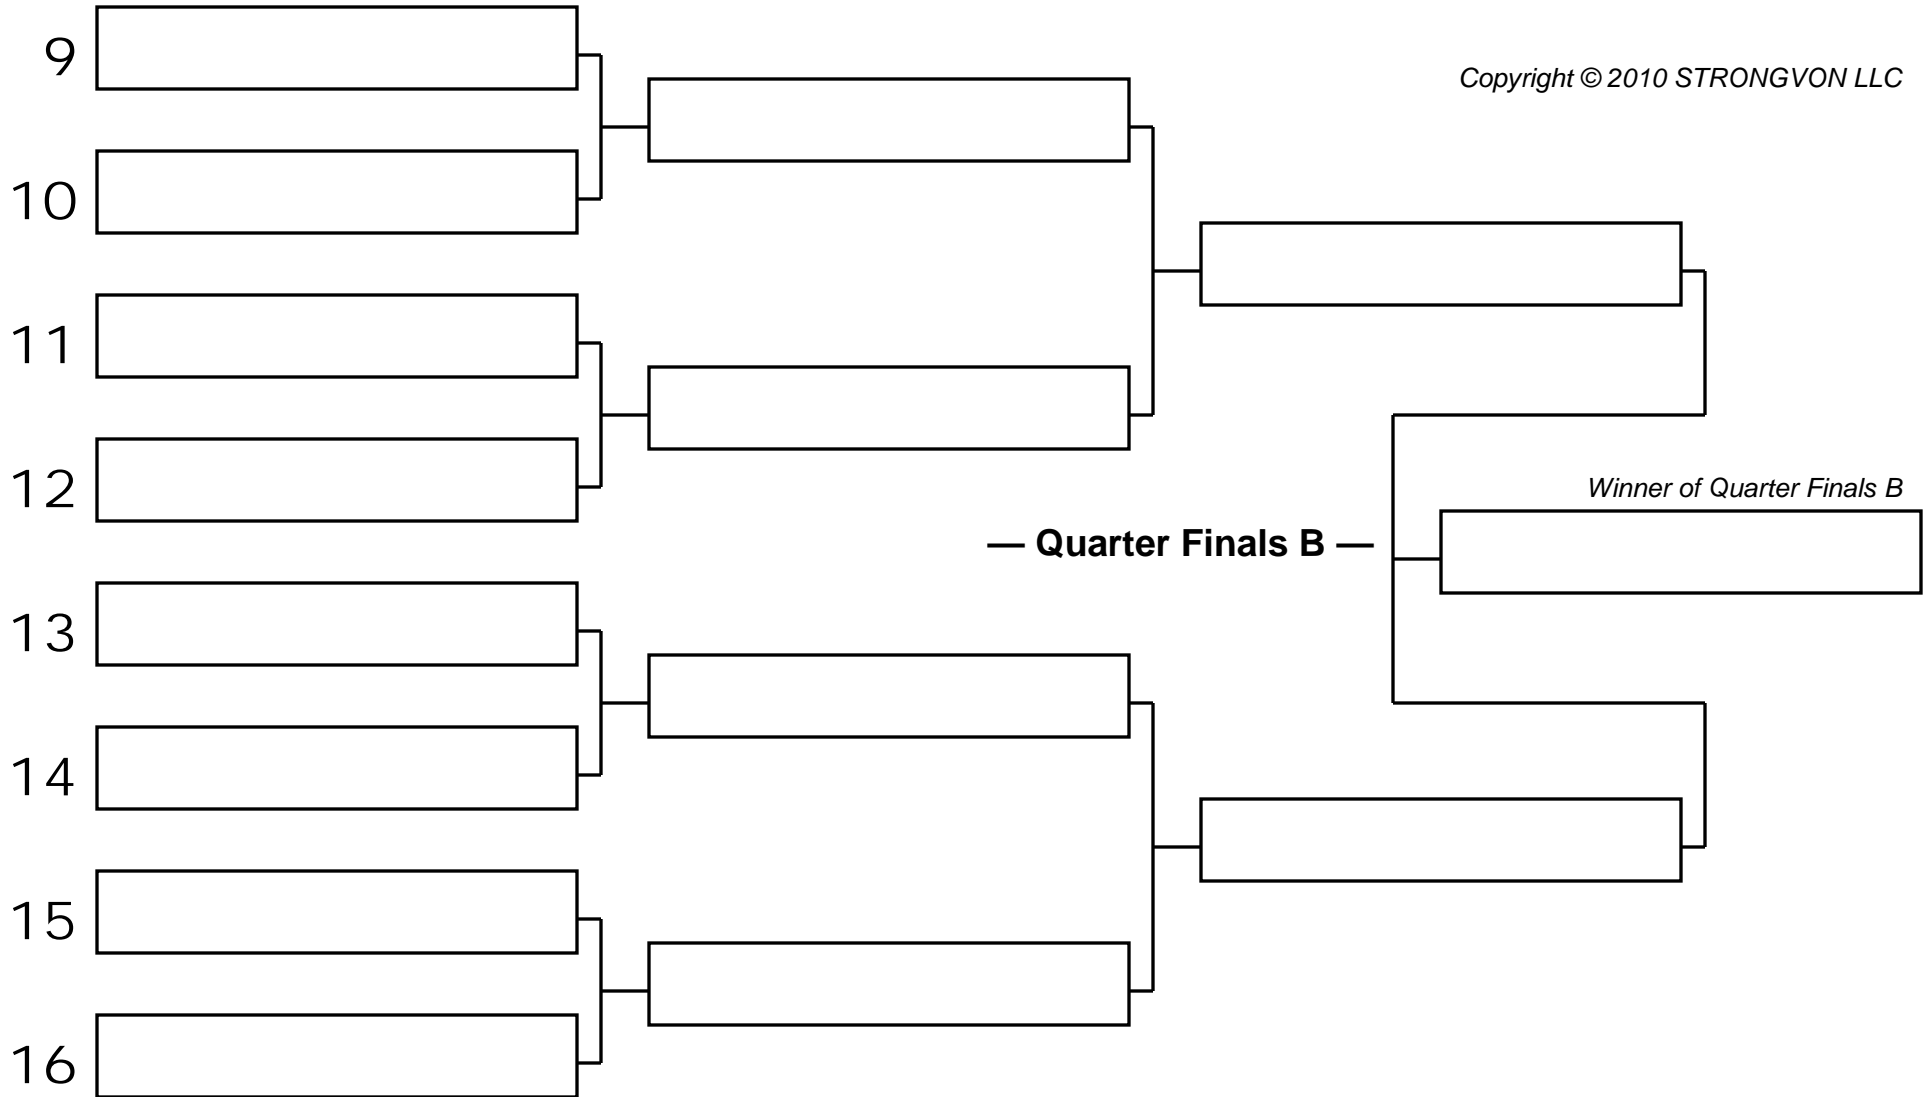 9
Copyright © 2010 STRONGVON LLC
10
11
12
Winner of Quarter Finals B
— Quarter Finals B —
13
14
15
16